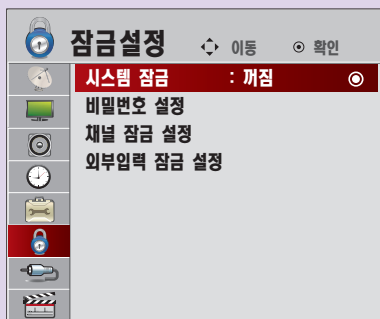 잠금설정 이동 확인
시스템 잠금 : 꺼짐
비밀번호 설정
채널 잠금 설정
외부입력 잠금 설정